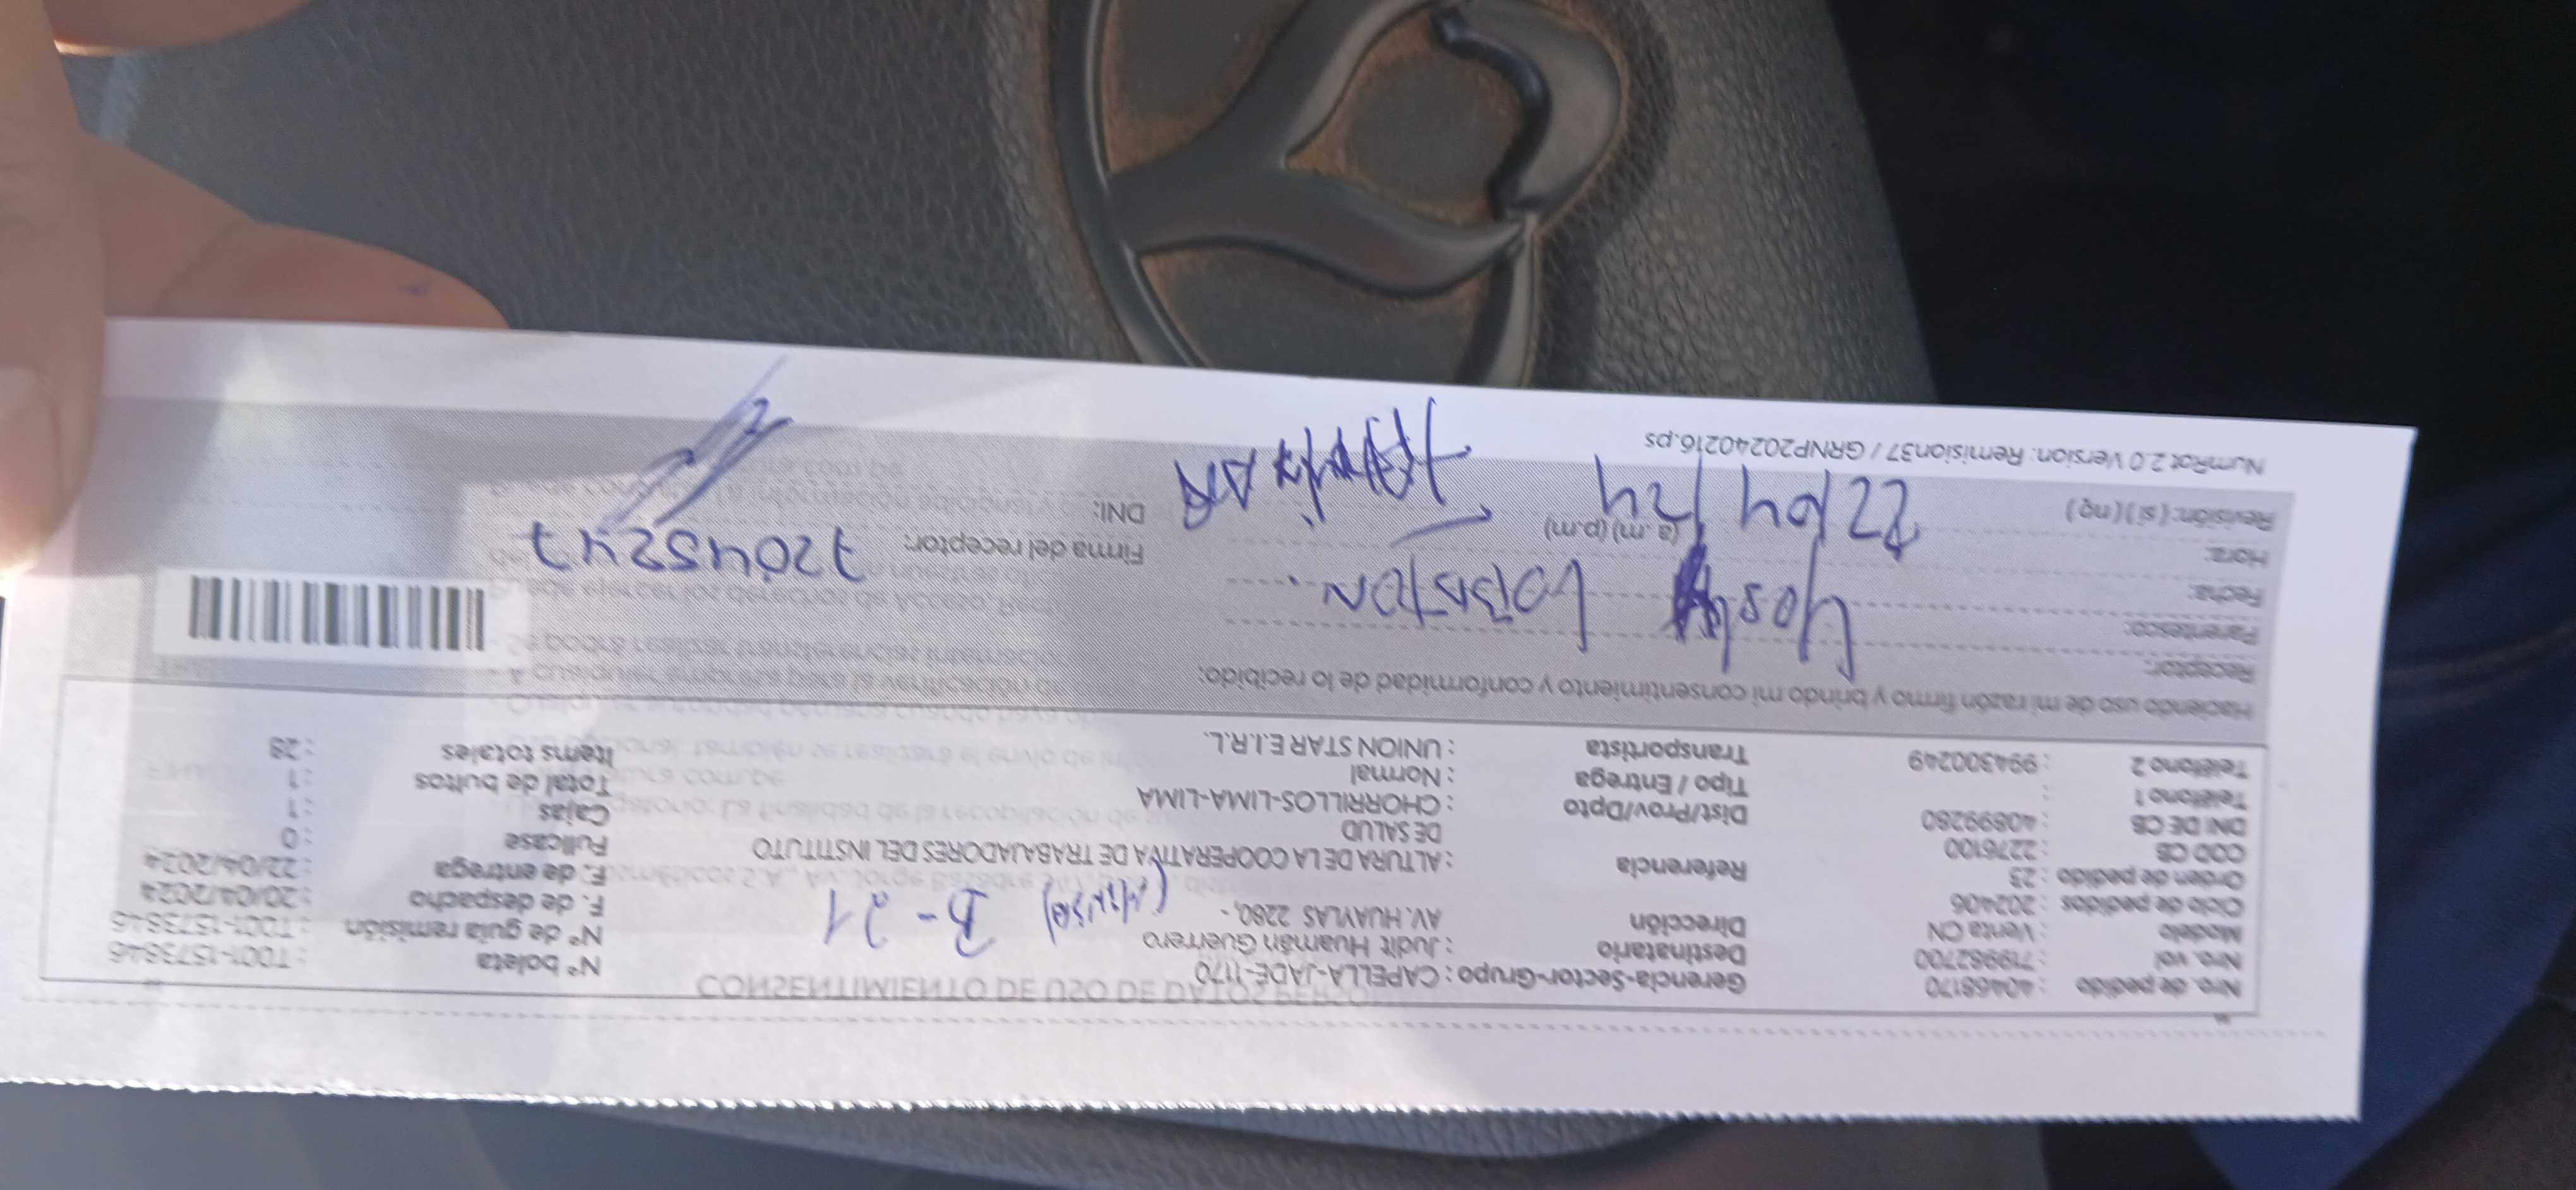 Nro. de pedido : 40468170
Nro. vol : 719982700
Modelo : Venta CN
Ciclo de pedidos : 202406
Orden de pedido : 23
COD CB : 2276100
DNI DE CB : 40899280
Teléfono 1 :
Teléfono 2 : 994300249
Gerencia-Sector-Grupo : CAPELLA-JADE-1170
Destinatario : Judit Huamán Guerrero
Dirección AV. HUAYLAS 2260, -
B-21
Referencia : ALTURA DE LA COOPERATIVA DE TRABAJADORES DEL INSTITUTO
DE SALUD
Dist/Prov/Dpto : CHORRILLOS-LIMA-LIMA
Tipo / Entrega : Normal
Transportista : UNION STAR E.I.R.L.
N° boleta : T001-1573846
N° de guía remisión : T001-1573846
F. de despacho : 20/04/2024
F. de entrega : 22/04/2024
Fullcase : 0
Cajas : 1
Total de bultos : 1
Items totales : 28
Haciendo uso de mi razón firmo y brindo mi consentimiento y conformidad de lo recibido:
Receptor:
Parentesco:
Fecha:
Hora: (a.m) (p.m)
Revisión: ( si ) ( no )
22/04/24
Firma del receptor: 72045247
DNI:
NumRot 2.0 Version. Remision37 / GRNP20240216.ps
CONSENTIMIENTO DE USO DE DATOS